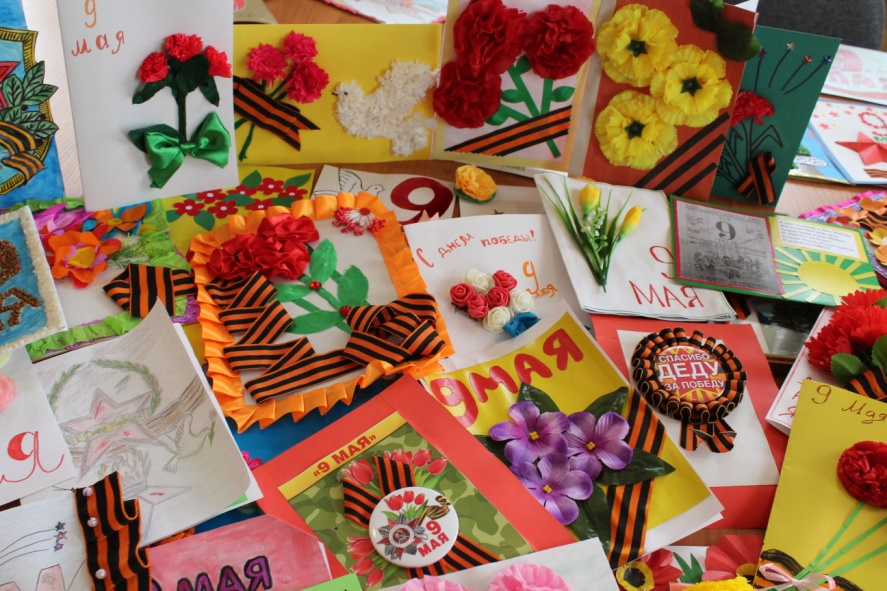 9
мая
9
С днем победы!
9
мая
9
МАЯ
9
9 МАЯ
СПАСИБО
ДЕДУ
ЗА ПОБЕДУ
9 Мая
Я
«9 МАЯ»
9
МАЯ
МАЯ